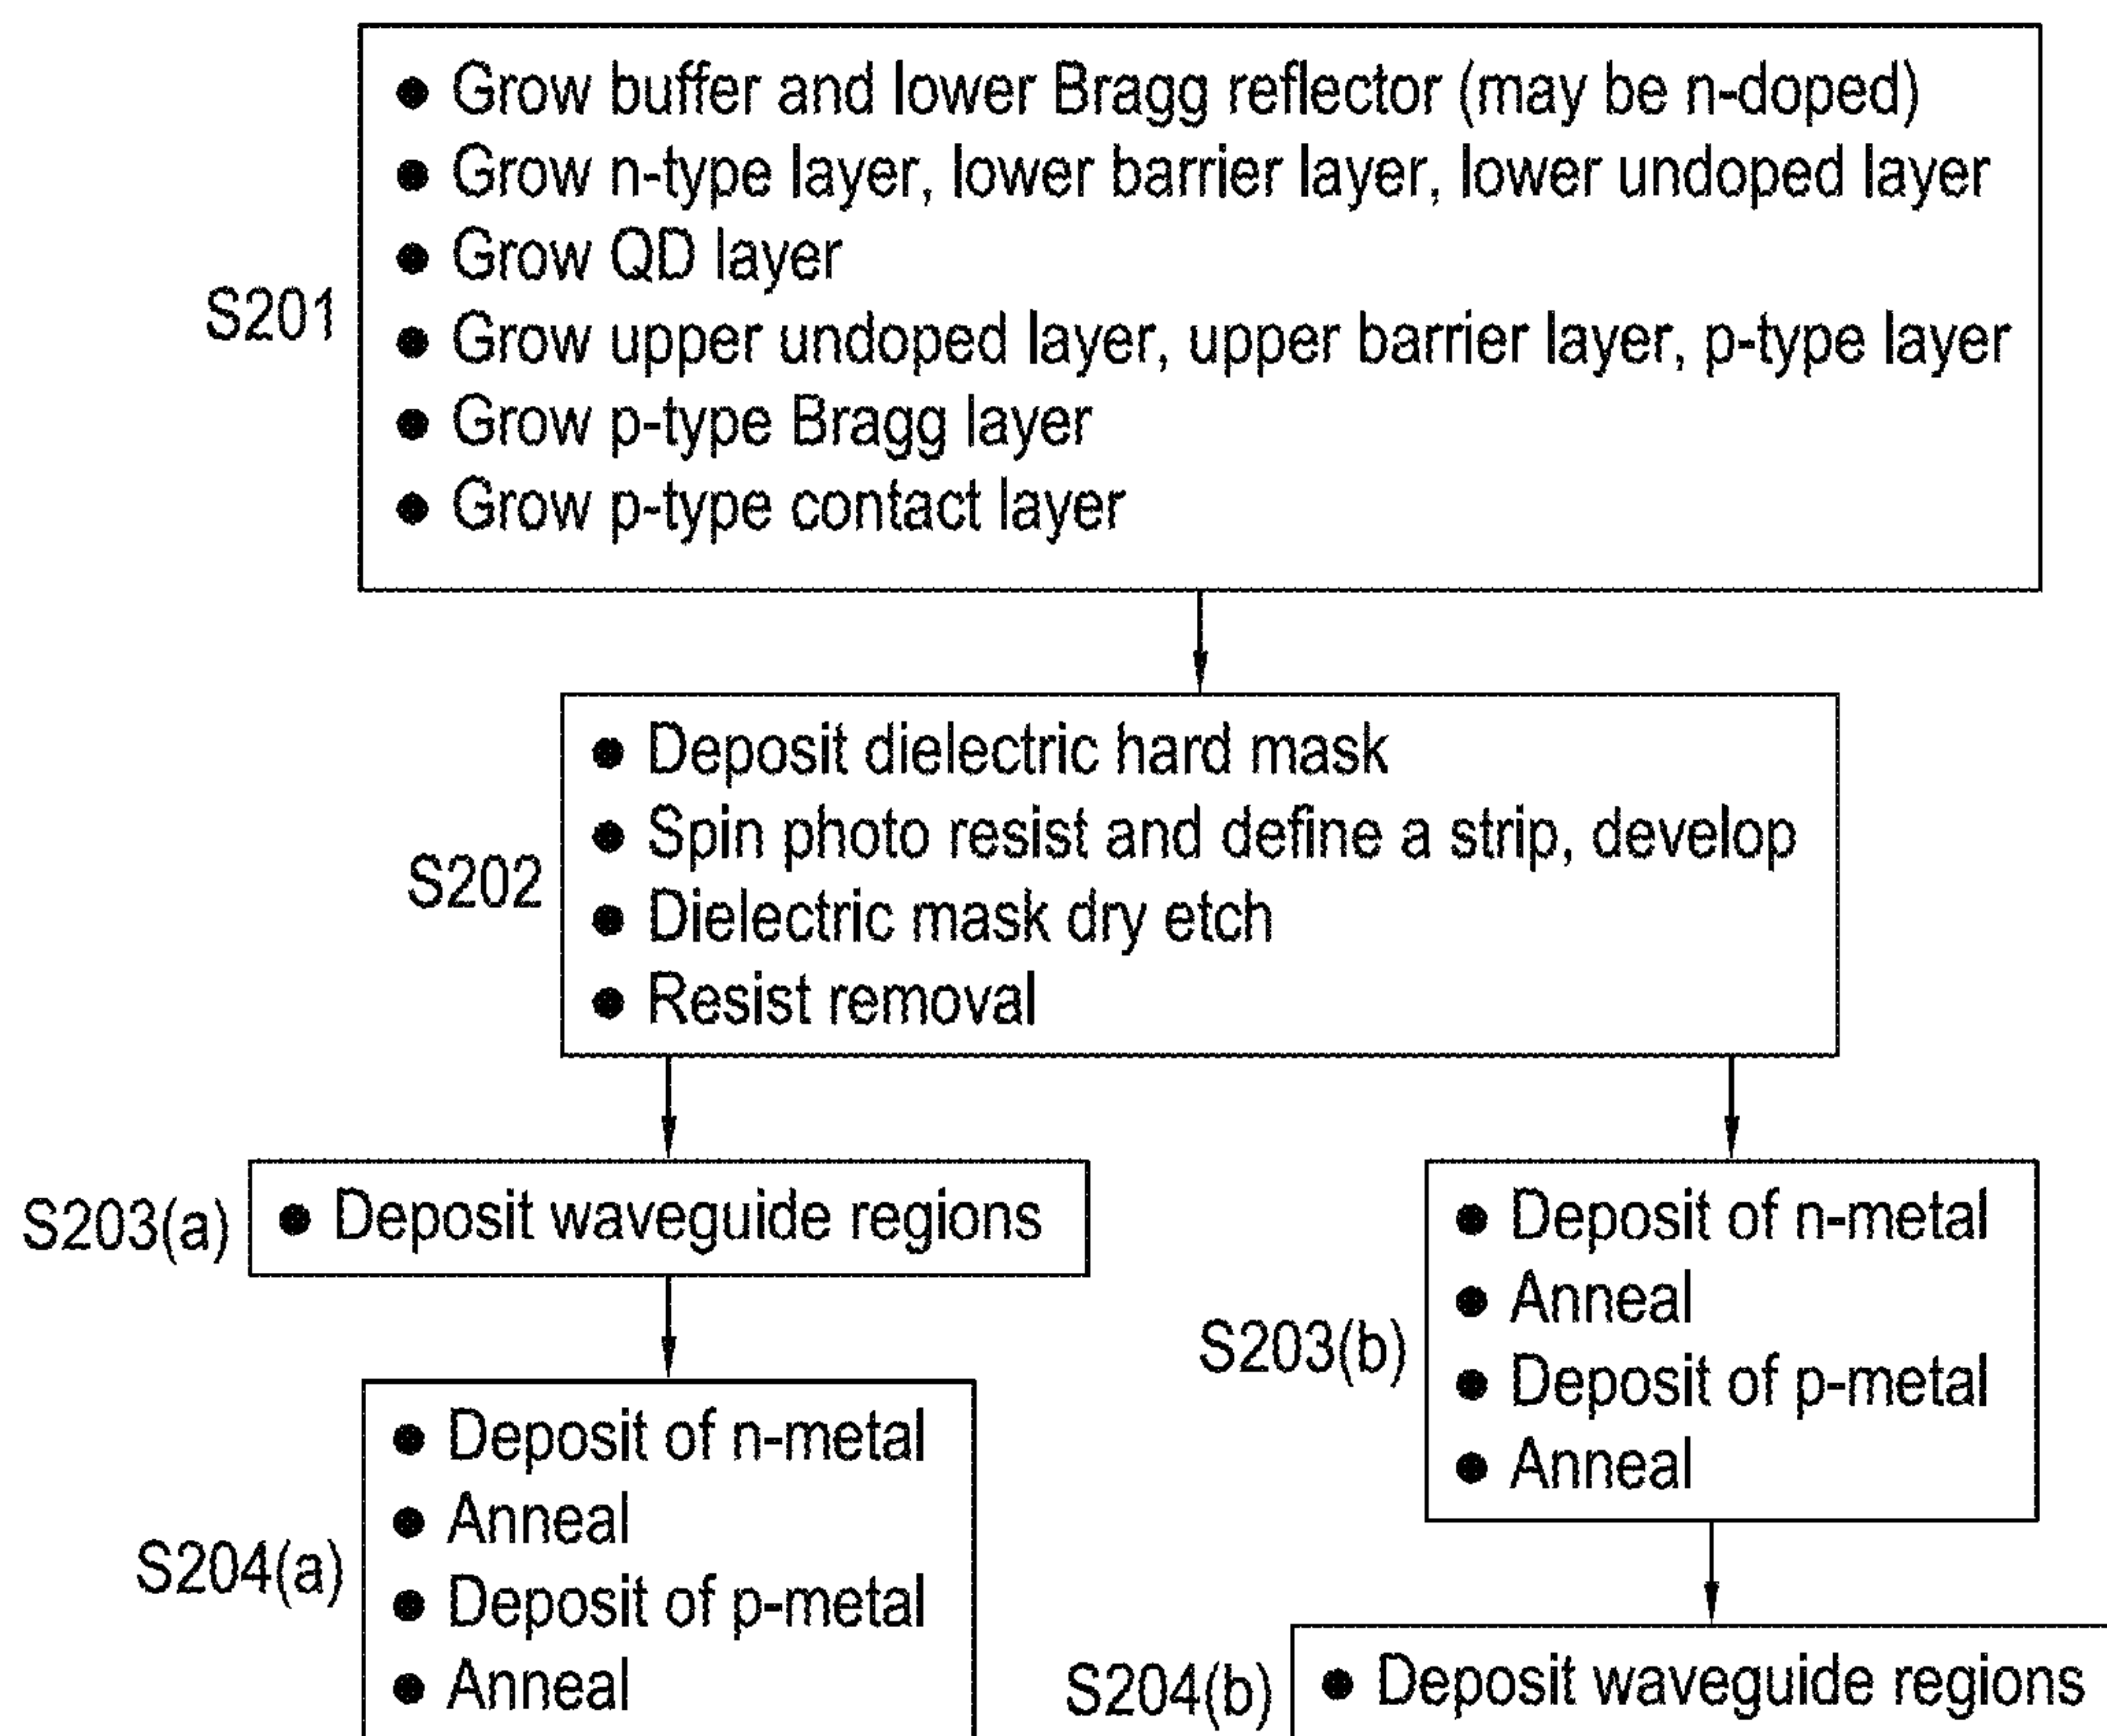 S201
● Grow buffer and lower Bragg reflector (may be n-doped)
● Grow n-type layer, lower barrier layer, lower undoped layer
● Grow QD layer
● Grow upper undoped layer, upper barrier layer, p-type layer
● Grow p-type Bragg layer
● Grow p-type contact layer
S202
● Deposit dielectric hard mask
● Spin photo resist and define a strip, develop
● Dielectric mask dry etch
● Resist removal
S203(a)
● Deposit waveguide regions
S204(a)
● Deposit of n-metal
● Anneal
● Deposit of p-metal
● Anneal
S203(b)
● Deposit of n-metal
● Anneal
● Deposit of p-metal
● Anneal
S204(b)
● Deposit waveguide regions